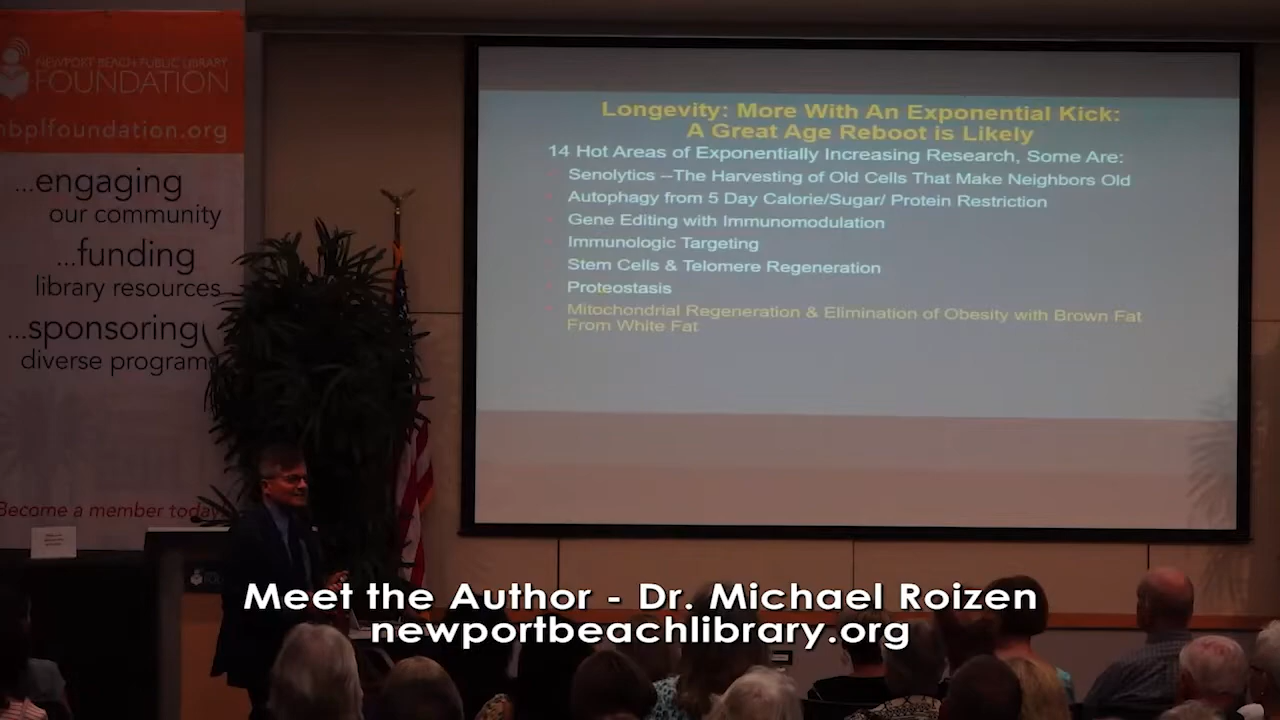 NEWPORT BEACH PUBLIC LIBRARY
FOUNDATION
nbplfoundation.org
...engaging
our community
...funding
library resources
...sponsoring
diverse program
Become a member today
Longevity: More With An Exponential Kick:
A Great Age Reboot is Likely
14 Hot Areas of Exponentially Increasing Research, Some Are:
Senolytics –The Harvesting of Old Cells That Make Neighbors Old
Autophagy from 5 Day Calorie/Sugar/ Protein Restriction
Gene Editing with Immunomodulation
Immunologic Targeting
Stem Cells & Telomere Regeneration
Proteostasis
Mitochondrial Regeneration & Elimination of Obesity with Brown Fat
From White Fat
Meet the Author - Dr. Michael Roizen
newportbeachlibrary.org